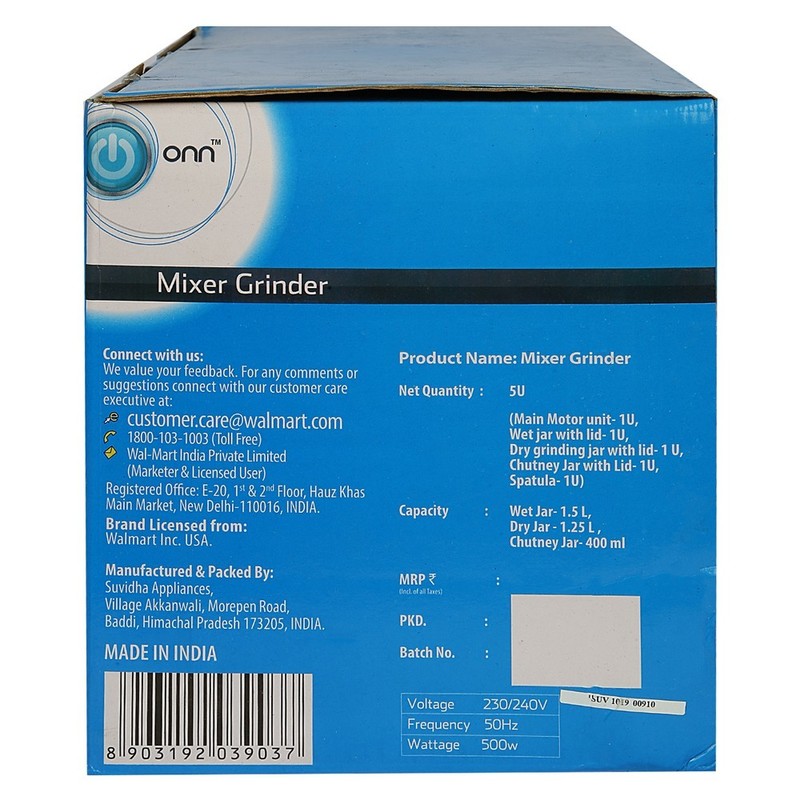 onn™
Mixer Grinder
Connect with us:
We value your feedback. For any comments or
suggestions connect with our customer care
executive at:
customer.care@walmart.com
1800-103-1003 (Toll Free)
Wal-Mart India Private Limited
(Marketer & Licensed User)
Registered Office: E-20, 1st & 2nd Floor, Hauz Khas
Main Market, New Delhi-110016, INDIA.
Brand Licensed from:
Walmart Inc. USA.
Manufactured & Packed By:
Suvidha Appliances,
Village Akkanwali, Morepen Road,
Baddi, Himachal Pradesh 173205, INDIA.
MADE IN INDIA
8 903192 039037
Product Name: Mixer Grinder
Net Quantity : 5U
(Main Motor unit- 1U,
Wet jar with lid- 1U,
Dry grinding jar with lid- 1 U,
Chutney Jar with Lid- 1U,
Spatula- 1U)
Capacity : Wet Jar- 1.5 L,
Dry Jar - 1.25 L ,
Chutney Jar- 400 ml
MRP ₹ :
(Incl. of all Taxes)
PKD. :
Batch No. :
Voltage 230/240V
Frequency 50Hz
Wattage 500w
SUV 1019 00910